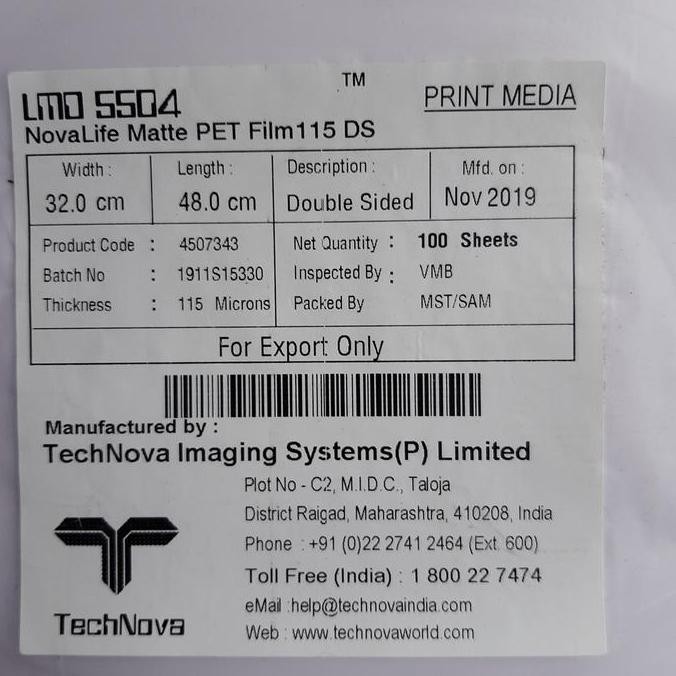 TM
LMD 5504
PRINT MEDIA
NovaLife Matte PET Film115 DS
Width : Length : Description : Mfd. on :
32.0 cm 48.0 cm Double Sided Nov 2019
Product Code : 4507343 Net Quantity : 100 Sheets
Batch No : 1911S15330 Inspected By : VMB
Thickness : 115 Microns Packed By MST/SAM
For Export Only
Manufactured by :
TechNova Imaging Systems(P) Limited
Plot No - C2, M.I.D.C., Taloja
District Raigad, Maharashtra, 410208, India
Phone : +91 (0)22 2741 2464 (Ext. 600)
Toll Free (India) : 1 800 22 7474
eMail :help@technovaindia.com
Web : www.technovaworld.com
TechNova